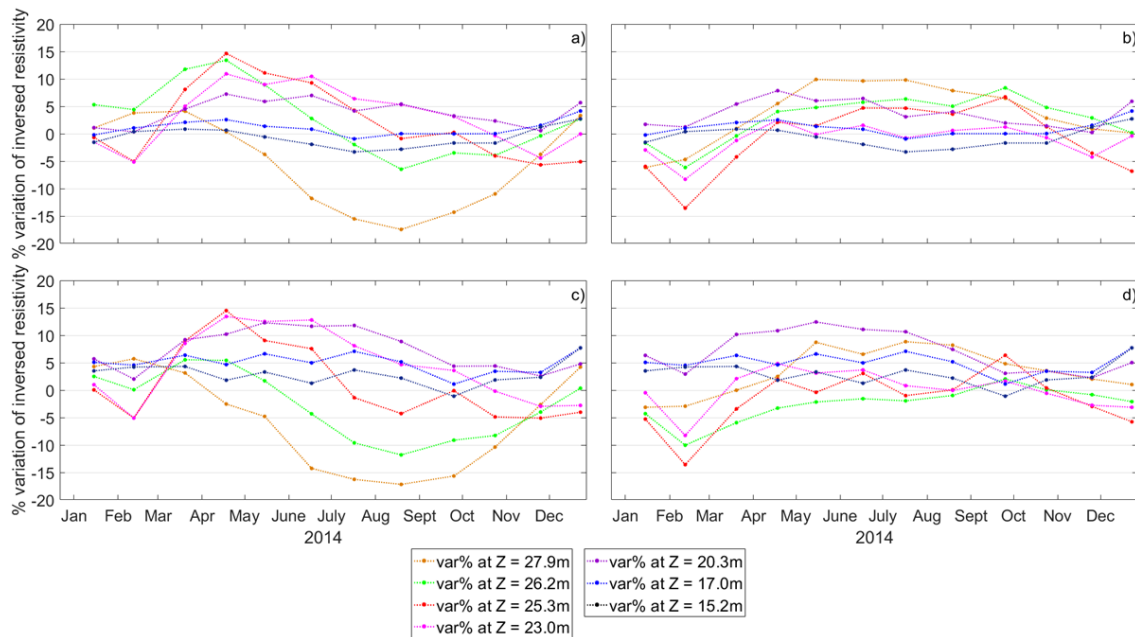 % variation of inversed resistivity
20
15
10
5
0
-5
-10
-15
-20
a)
b)
% variation of inversed resistivity
20
15
10
5
0
-5
-10
-15
-20
c)
d)
Jan Feb Mar Apr May June July Aug Sept Oct Nov Dec
2014
Jan Feb Mar Apr May June July Aug Sept Oct Nov Dec
2014
var% at Z = 27.9m
var% at Z = 26.2m
var% at Z = 25.3m
var% at Z = 23.0m
var% at Z = 20.3m
var% at Z = 17.0m
var% at Z = 15.2m